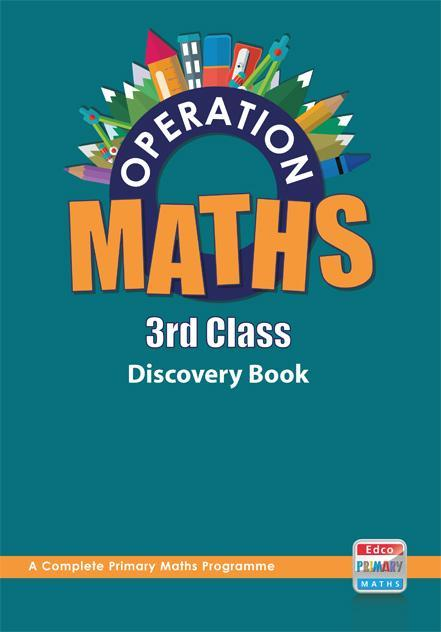 OPERATION
MATHS
3rd Class
Discovery Book
A Complete Primary Maths Programme
Edco
PRIMARY
MATHS